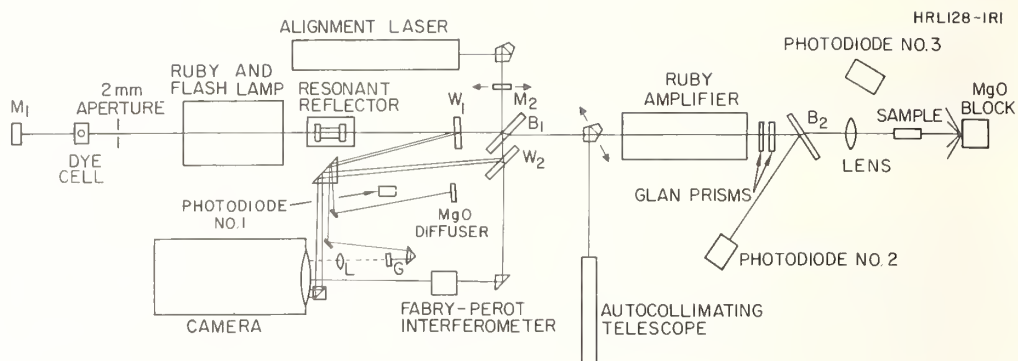 HRL128-1R1
ALIGNMENT LASER
PHOTODIODE NO.3
RUBY AND
FLASH LAMP
2mm
APERTURE
RESONANT
REFLECTOR
RUBY
AMPLIFIER
MgO
BLOCK
M1
W1
M2
B1
B2
SAMPLE
DYE
CELL
W2
LENS
GLAN PRISMS
PHOTODIODE
NO.1
MgO
DIFFUSER
PHOTODIODE NO. 2
L
G
CAMERA
FABRY-PEROT
INTERFEROMETER
AUTOCOLLIMATING
TELESCOPE